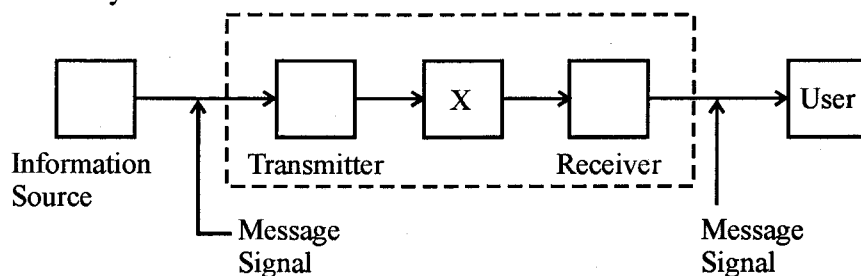 X
User
Information
Source
Transmitter
Receiver
Message
Signal
Message
Signal